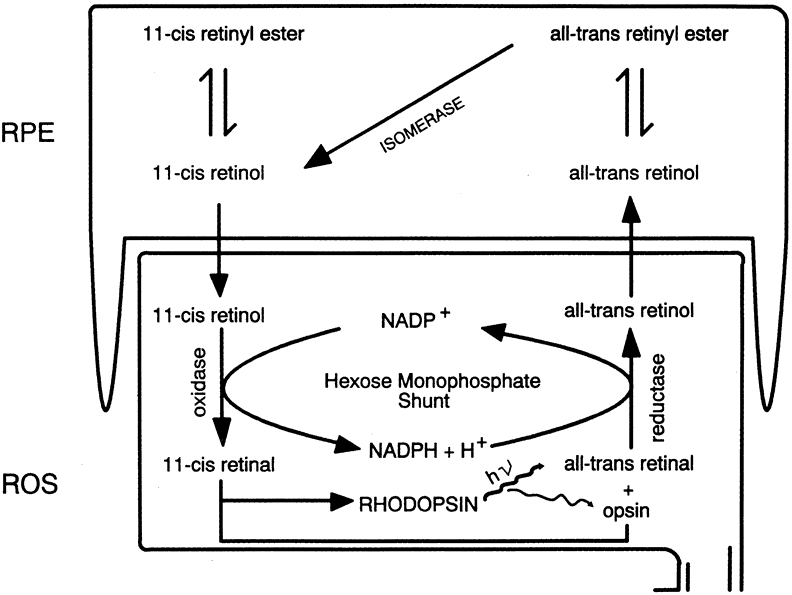 11-cis retinyl ester
all-trans retinyl ester
RPE
ISOMERASE
11-cis retinol
all-trans retinol
11-cis retinol
NADP+
all-trans retinol
oxidase
Hexose Monophosphate
Shunt
reductase
NADPH + H+
11-cis retinal
hν
all-trans retinal
ROS
RHODOPSIN
+
opsin